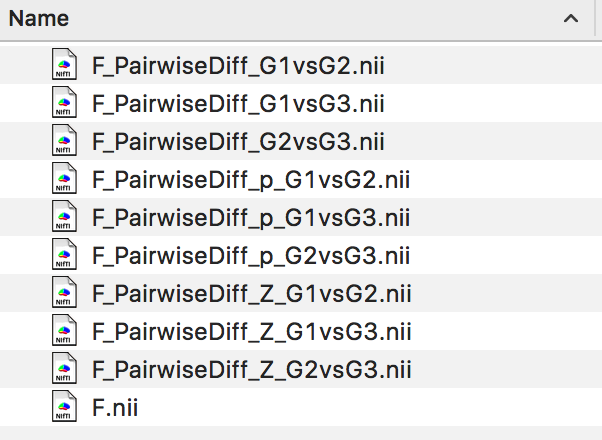 Name
F_PairwiseDiff_G1vsG2.nii
F_PairwiseDiff_G1vsG3.nii
F_PairwiseDiff_G2vsG3.nii
F_PairwiseDiff_p_G1vsG2.nii
F_PairwiseDiff_p_G1vsG3.nii
F_PairwiseDiff_p_G2vsG3.nii
F_PairwiseDiff_Z_G1vsG2.nii
F_PairwiseDiff_Z_G1vsG3.nii
F_PairwiseDiff_Z_G2vsG3.nii
F.nii